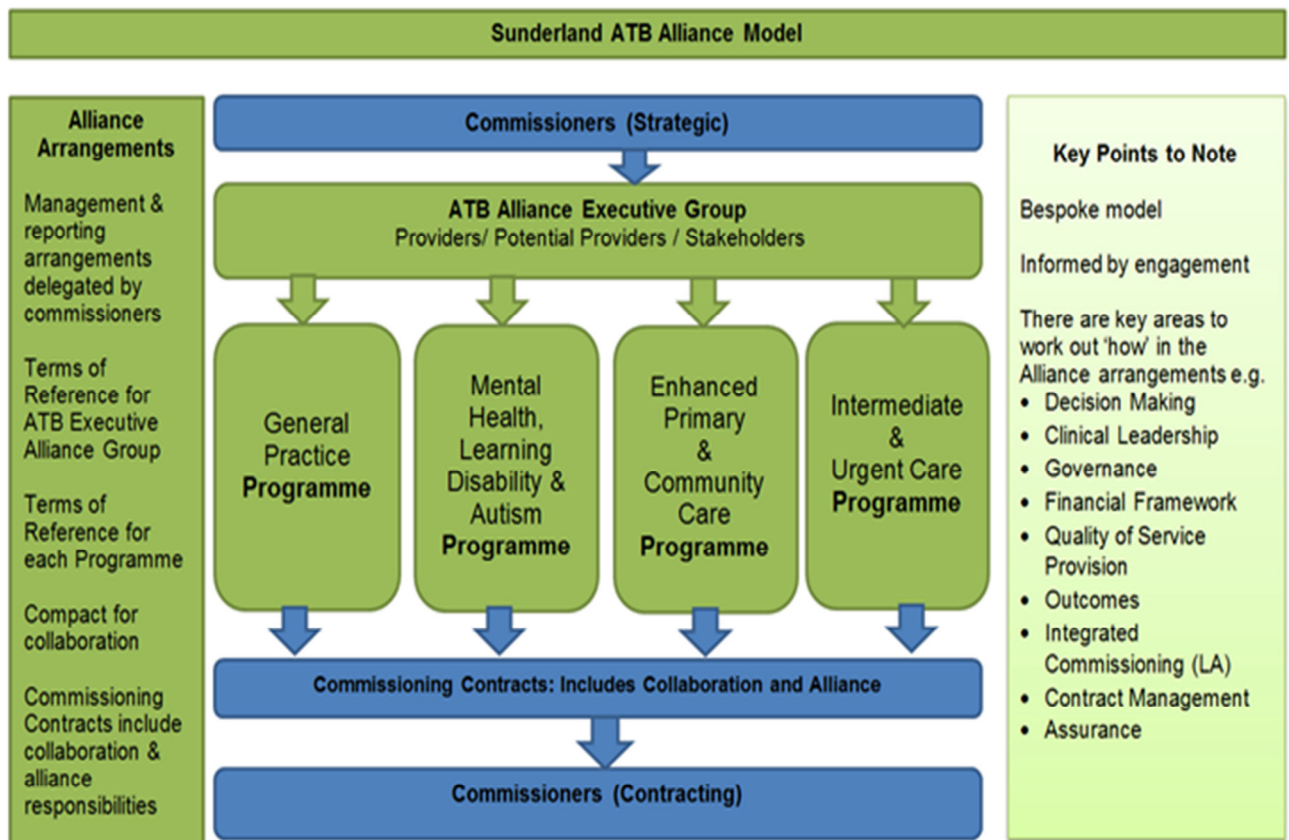 Sunderland ATB Alliance Model
Alliance
Arrangements
Management &
reporting
arrangements
delegated by
commissioners
Terms of
Reference for
ATB Executive
Alliance Group
Terms of
Reference for
each Programme
Compact for
collaboration
Commissioning
Contracts include
collaboration &
alliance
responsibilities
Commissioners (Strategic)
ATB Alliance Executive Group
Providers/ Potential Providers / Stakeholders
General
Practice
Programme
Mental
Health,
Learning
Disability &
Autism
Programme
Enhanced
Primary
&
Community
Care
Programme
Intermediate
&
Urgent Care
Programme
Commissioning Contracts: Includes Collaboration and Alliance
Commissioners (Contracting)
Key Points to Note
Bespoke model
Informed by engagement
There are key areas to
work out ‘how’ in the
Alliance arrangements e.g.
• Decision Making
• Clinical Leadership
• Governance
• Financial Framework
• Quality of Service
Provision
• Outcomes
• Integrated
Commissioning (LA)
• Contract Management
• Assurance